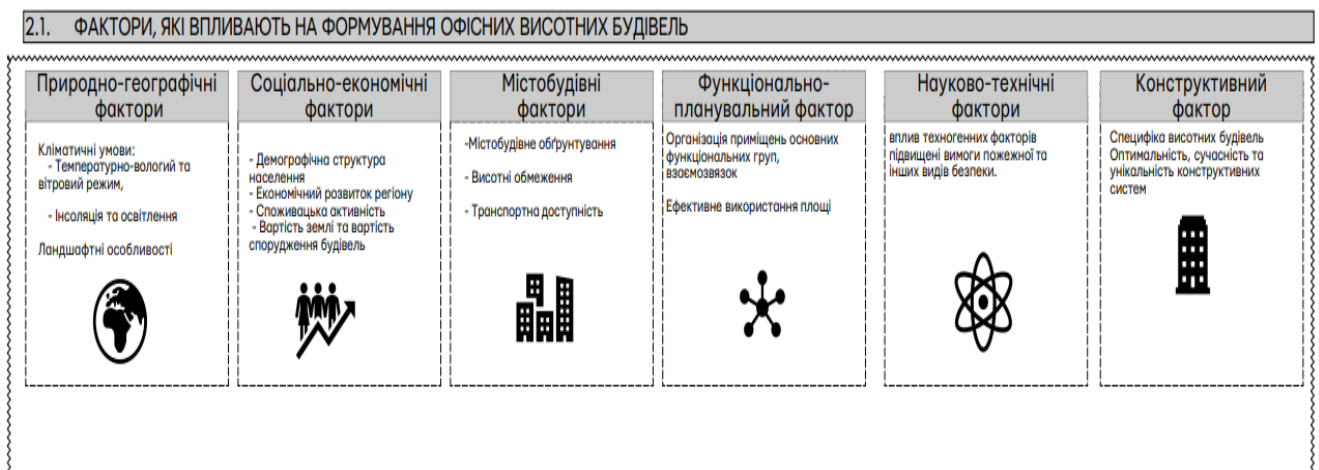 2.1. ФАКТОРИ, ЯКІ ВПЛИВАЮТЬ НА ФОРМУВАННЯ ОФІСНИХ ВИСОТНИХ БУДІВЕЛЬ
Природно-географічні
фактори
Кліматичні умови:
- Температурно-вологий та
вітровий режим,
- Інсоляція та освітлення
Ландшафтні особливості
Соціально-економічні
фактори
- Демографічна структура
населення
- Економічний розвиток регіону
- Споживацька активність
- Вартість землі та вартість
спорудження будівель
Містобудівні
фактори
-Містобудівне обґрунтування
- Висотні обмеження
- Транспортна доступність
Функціонально-
планувальний фактор
Організація приміщень основних
функціональних груп,
взаємозвязок
Ефективне використання площі
Науково-технічні
фактори
вплив техногенних факторів
підвищені вимоги пожежної та
інших видів безпеки.
Конструктивний
фактор
Специфіка висотних будівель
Оптимальність, сучасність та
унікальність конструктивних
систем